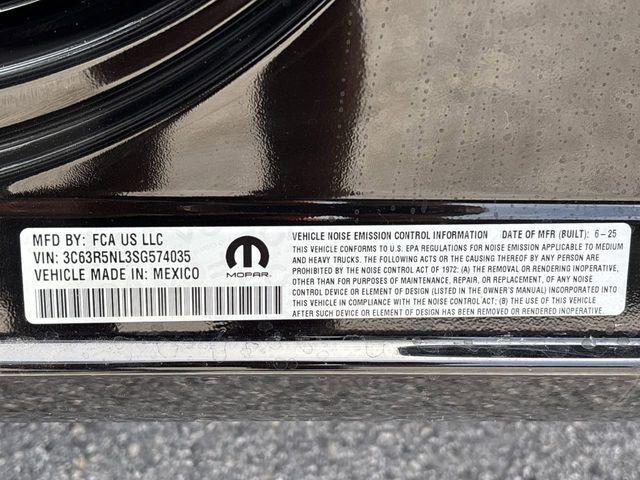 MFD BY: FCA US LLC
VIN: 3C63R5NL3SG574035
VEHICLE MADE IN: MEXICO
MOPAR
VEHICLE NOISE EMISSION CONTROL INFORMATION DATE OF MFR (BUILT): 6-25
THIS VEHICLE CONFORMS TO U.S. EPA REGULATIONS FOR NOISE EMISSION APPLICABLE TO MEDIUM
AND HEAVY TRUCKS. THE FOLLOWING ACTS OR THE CAUSING THEREOF BY ANY PERSON ARE
PROHIBITED BY THE NOISE CONTROL ACT OF 1972: (A) THE REMOVAL OR RENDERING INOPERATIVE,
OTHER THAN FOR PURPOSES OF MAINTENANCE, REPAIR, OR REPLACEMENT, OF ANY NOISE
CONTROL DEVICE OR ELEMENT OF DESIGN (LISTED IN THE OWNER'S MANUAL) INCORPORATED INTO
THIS VEHICLE IN COMPLIANCE WITH THE NOISE CONTROL ACT; (B) THE USE OF THIS VEHICLE
AFTER SUCH DEVICE OR ELEMENT OF DESIGN HAS BEEN REMOVED OR RENDERED INOPERATIVE.